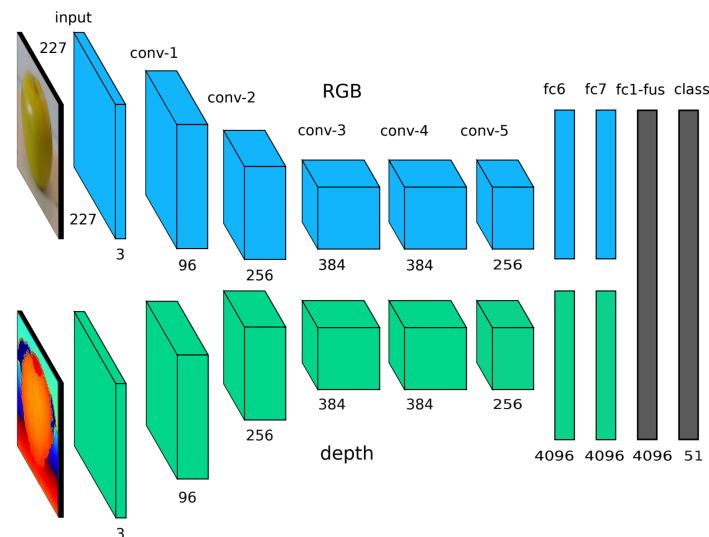 input
227
conv-1
conv-2
RGB
fc6 fc7 fc1-fus class
conv-3 conv-4 conv-5
227
3
96
256
384 384 256
384 384 256
256
depth
4096 4096 4096 51
96
3